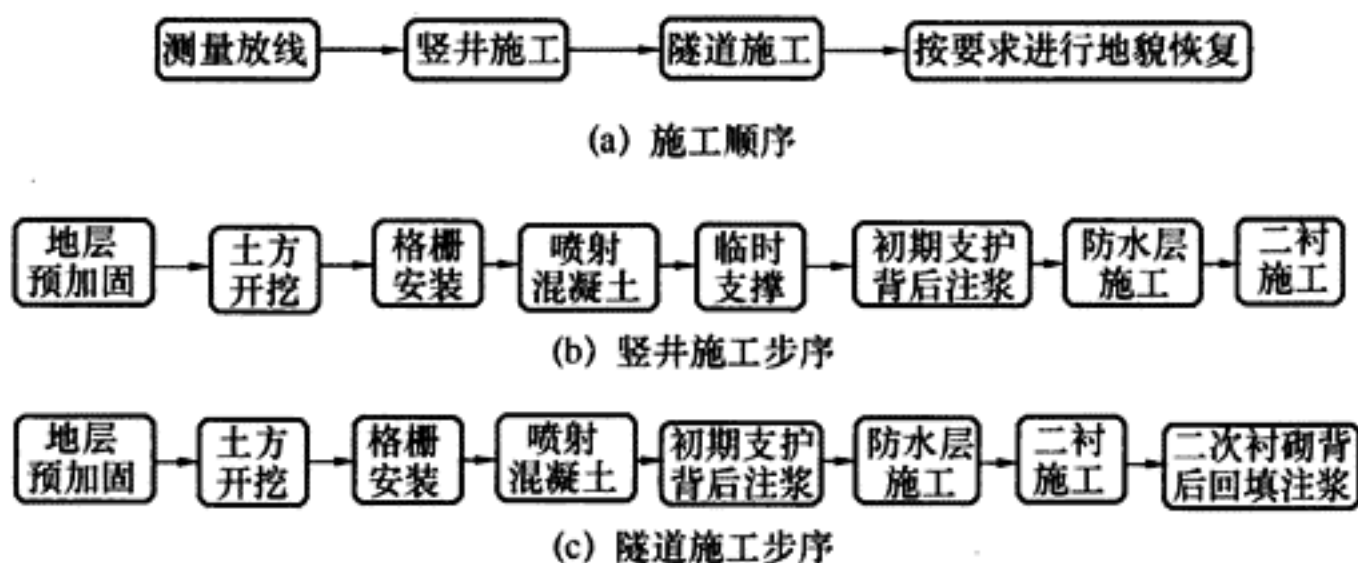 测量放线 竖井施工 隧道施工 按要求进行地貌恢复
(a) 施工顺序
地层预加固 土方开挖 格栅安装 喷射混凝土 临时支撑 初期支护背后注浆 防水层施工 二衬施工
(b) 竖井施工步序
地层预加固 土方开挖 格栅安装 喷射混凝土 初期支护背后注浆 防水层施工 二衬施工 二次衬砌背后回填注浆
(c) 隧道施工步序